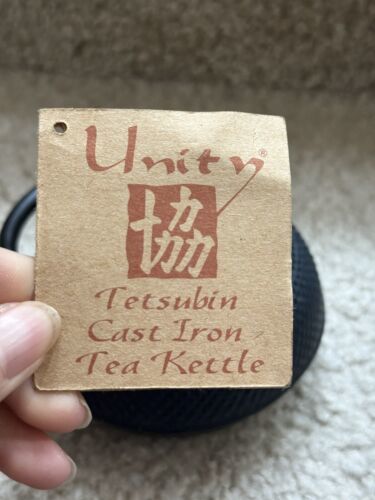 Unity®
協
Tetsubin
Cast Iron
Tea Kettle